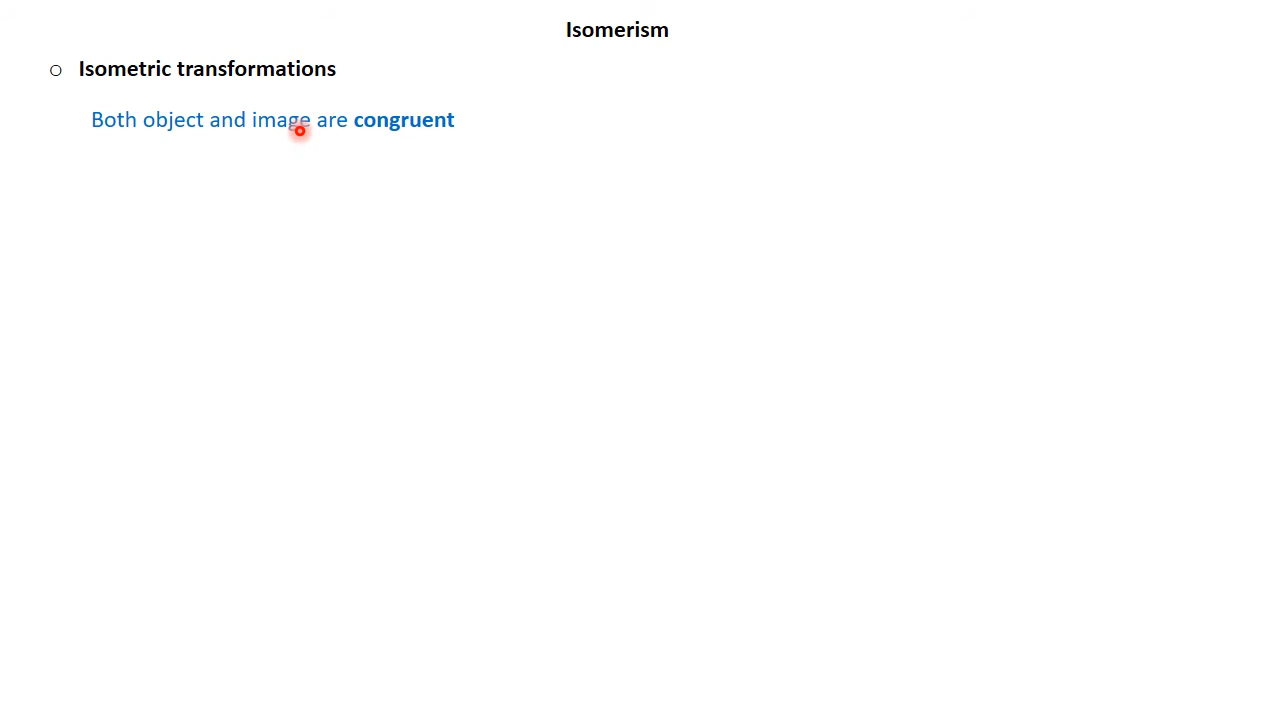 Isomerism
○ Isometric transformations
Both object and image are congruent